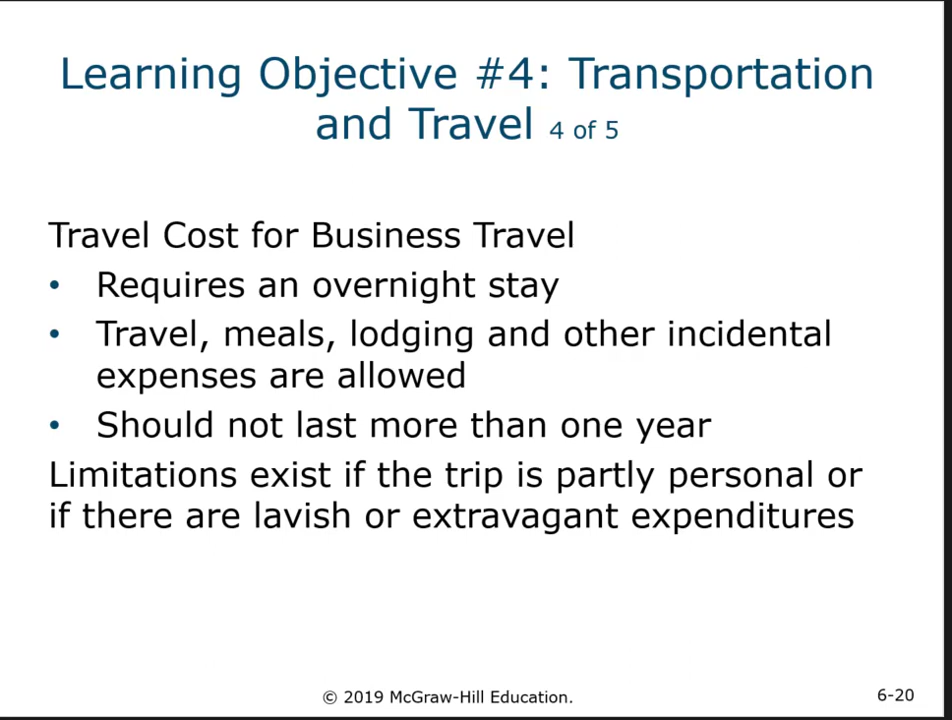 Learning Objective #4: Transportation
and Travel 4 of 5
Travel Cost for Business Travel
• Requires an overnight stay
• Travel, meals, lodging and other incidental
expenses are allowed
• Should not last more than one year
Limitations exist if the trip is partly personal or
if there are lavish or extravagant expenditures
© 2019 McGraw-Hill Education.
6-20